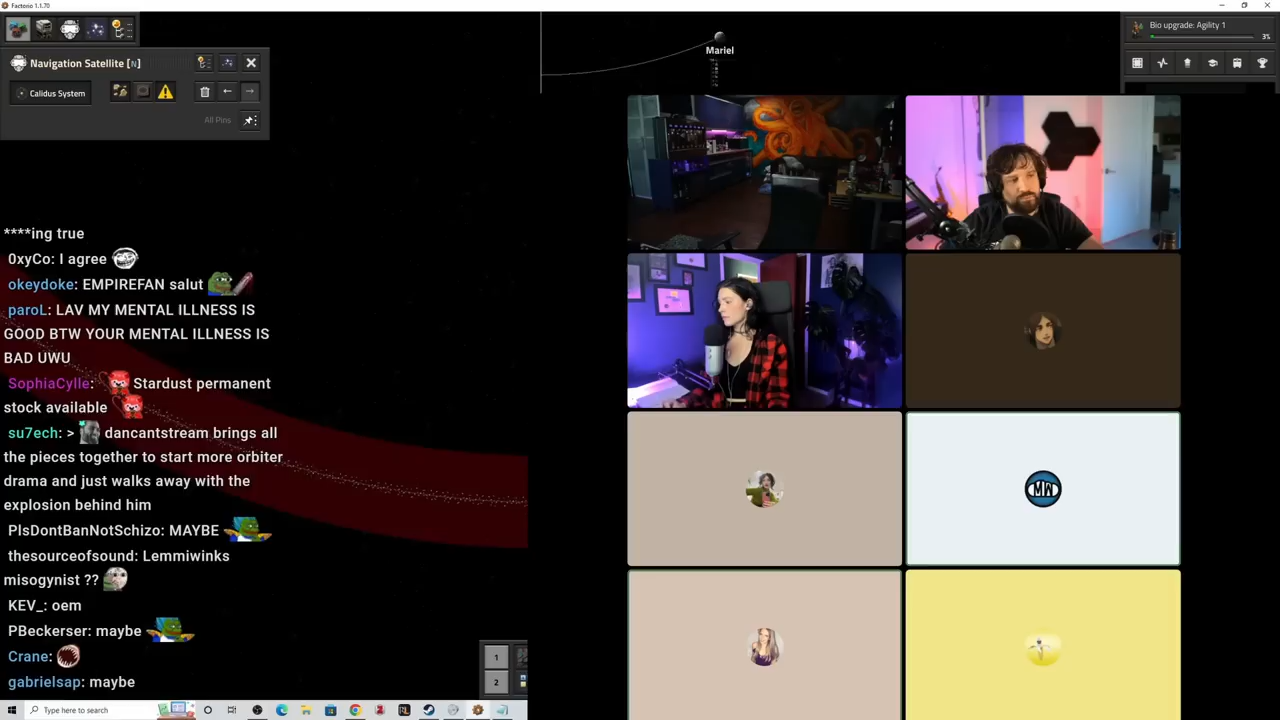 Factorio 1.1.70
Navigation Satellite [N]
Calidus System
All Pins
Mariel
Bio upgrade: Agility 1
3%
****ing true
0xyCo: I agree
okeydoke: EMPIREFAN salut
paroL: LAV MY MENTAL ILLNESS IS
GOOD BTW YOUR MENTAL ILLNESS IS
BAD UWU
SophiaCylle: Stardust permanent
stock available
su7ech: > dancantstream brings all
the pieces together to start more orbiter
drama and just walks away with the
explosion behind him
PlsDontBanNotSchizo: MAYBE
thesourceofsound: Lemmiwinks
misogynist ??
KEV_: oem
PBeckerser: maybe
Crane:
gabrielsap: maybe
MW
1
2
Type here to search